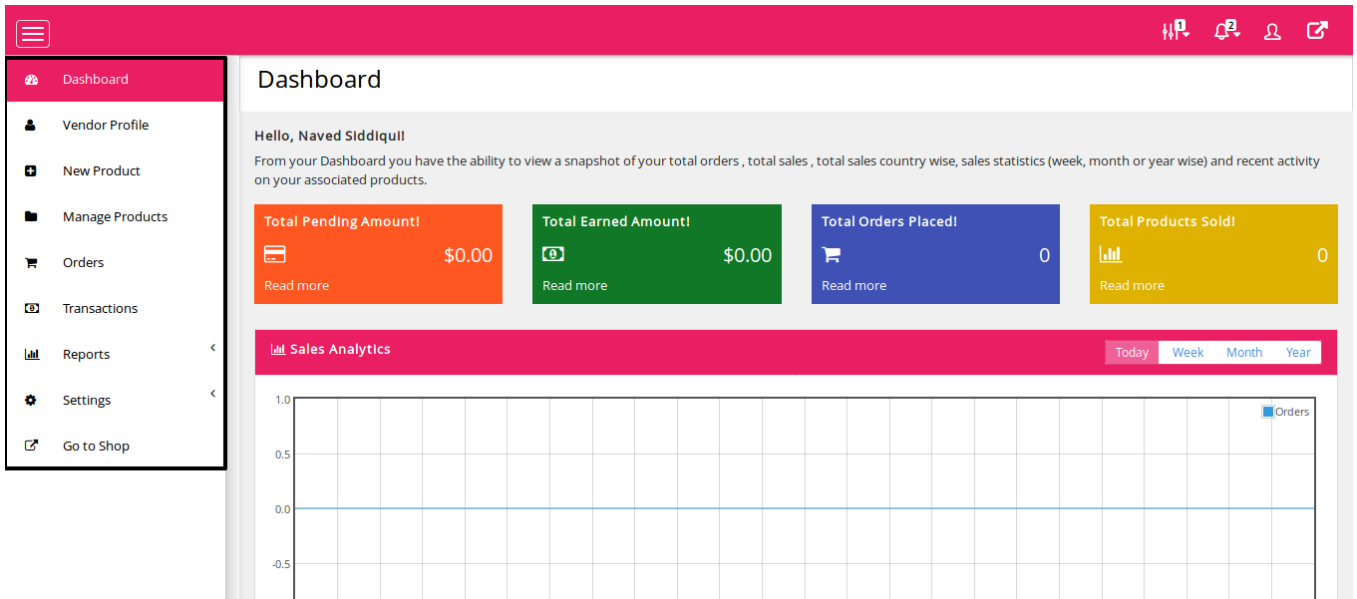 1
2
Dashboard
Vendor Profile
New Product
Manage Products
Orders
Transactions
Reports
Settings
Go to Shop
Dashboard
Hello, Naved Siddiqui!
From your Dashboard you have the ability to view a snapshot of your total orders , total sales , total sales country wise, sales statistics (week, month or year wise) and recent activity
on your associated products.
Total Pending Amount!
$0.00
Read more
Total Earned Amount!
$0.00
Read more
Total Orders Placed!
0
Read more
Total Products Sold!
0
Read more
Sales Analytics
Today Week Month Year
1.0
Orders
0.5
0.0
-0.5